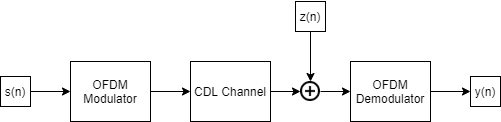 z(n)
s(n)
OFDM
Modulator
CDL Channel
OFDM
Demodulator
y(n)